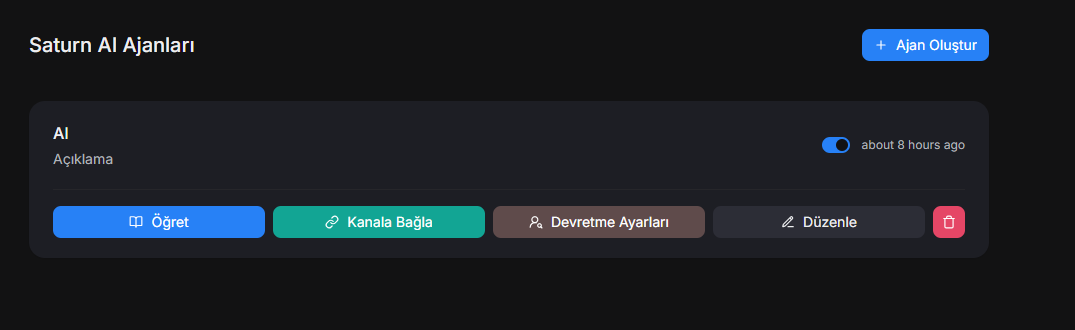 Saturn AI Ajanları
Ajan Oluştur
AI
Açıklama
about 8 hours ago
Öğret
Kanala Bağla
Devretme Ayarları
Düzenle